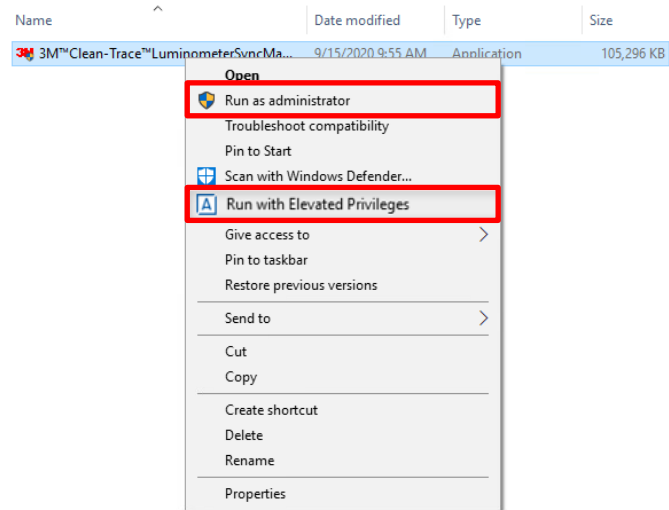 Name Date modified Type Size
3M 3M™Clean-Trace™LuminometerSyncMa... 9/15/2020 9:55 AM Application 105,296 KB
Open
Run as administrator
Troubleshoot compatibility
Pin to Start
Scan with Windows Defender...
A Run with Elevated Privileges
Give access to
Pin to taskbar
Restore previous versions
Send to
Cut
Copy
Create shortcut
Delete
Rename
Properties